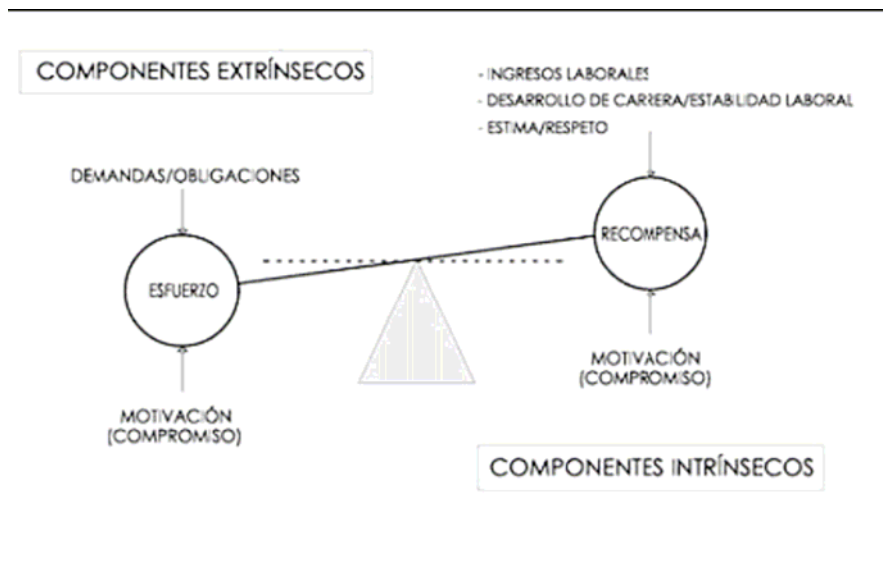 COMPONENTES EXTRÍNSECOS
- INGRESOS LABORALES
- DESARROLLO DE CARRERA/ESTABILIDAD LABORAL
- ESTIMA/RESPETO
DEMANDAS/OBLIGACIONES
RECOMPENSA
ESFUERZO
MOTIVACIÓN
(COMPROMISO)
MOTIVACIÓN
(COMPROMISO)
COMPONENTES INTRÍNSECOS